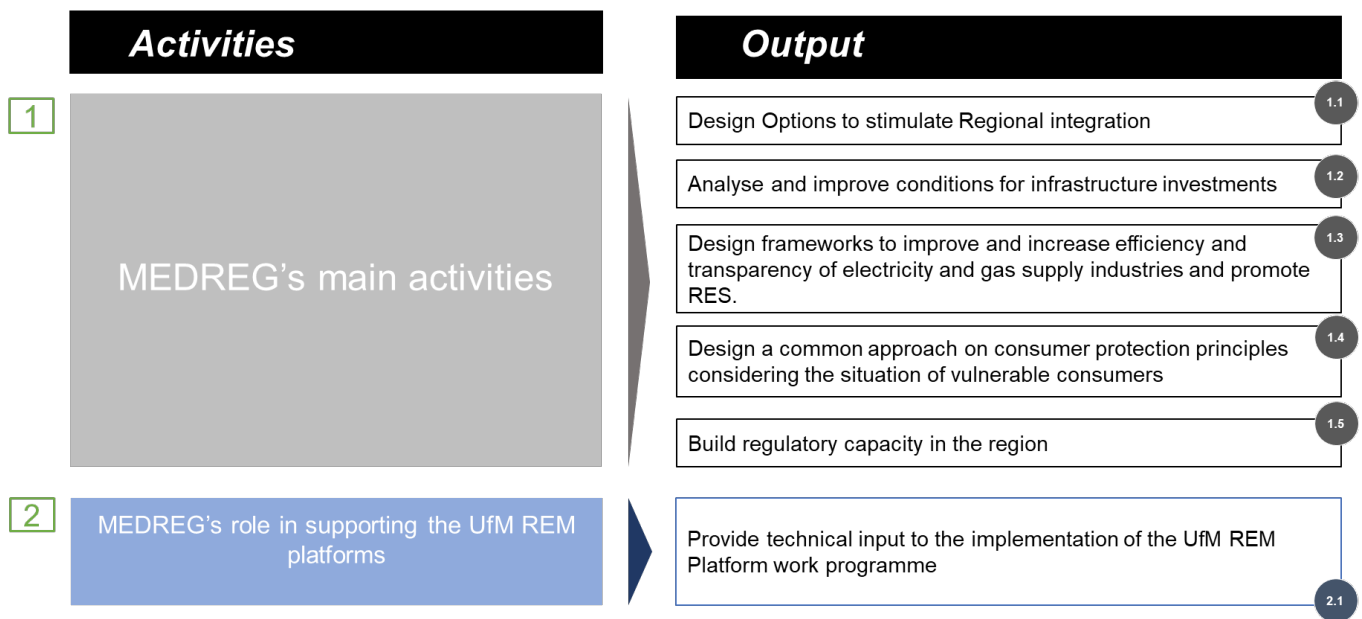 Activities
Output
1
MEDREG's main activities
1.1
Design Options to stimulate Regional integration
1.2
Analyse and improve conditions for infrastructure investments
1.3
Design frameworks to improve and increase efficiency and
transparency of electricity and gas supply industries and promote
RES.
1.4
Design a common approach on consumer protection principles
considering the situation of vulnerable consumers
1.5
Build regulatory capacity in the region
2
MEDREG's role in supporting the UfM REM
platforms
Provide technical input to the implementation of the UfM REM
Platform work programme
2.1